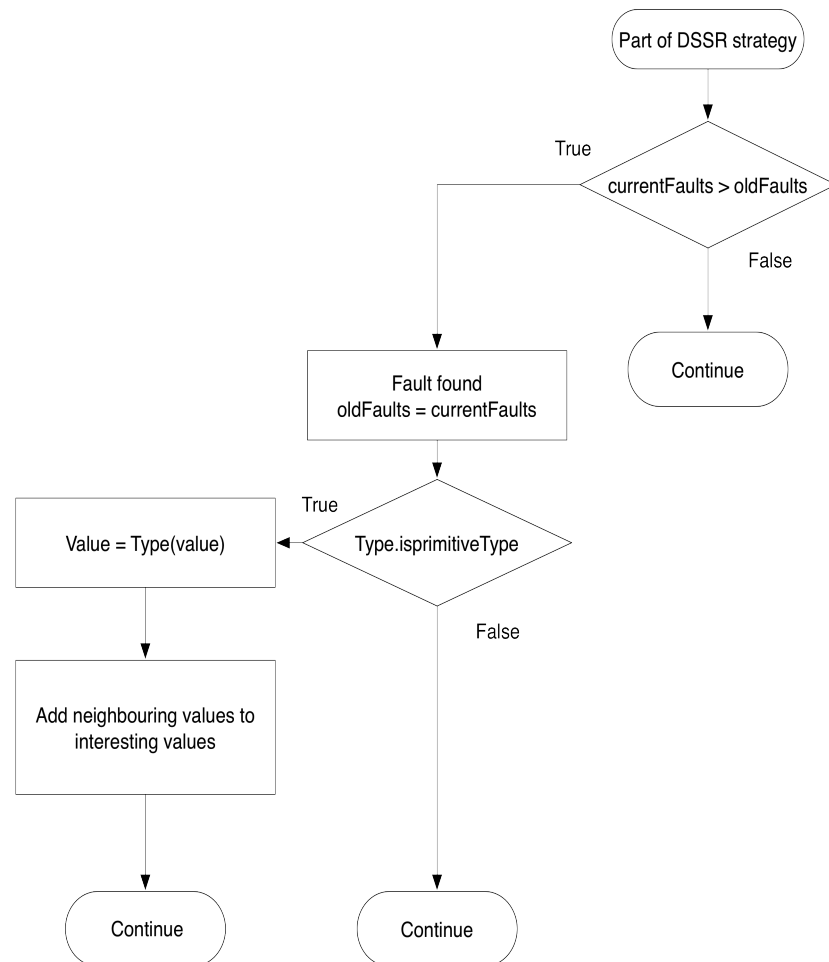 Part of DSSR strategy
True
currentFaults > oldFaults
False
Continue
Fault found
oldFaults = currentFaults
True
Value = Type(value)
Type.isprimitiveType
False
Add neighbouring values to
interesting values
Continue
Continue